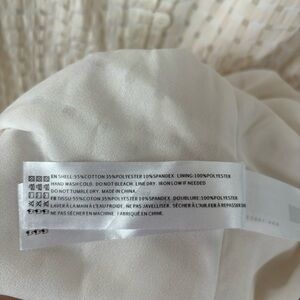 EN SHELL:55%COTTON 35%POLYESTER 10%SPANDEX LINING:100%POLYESTER
HAND WASH COLD. DO NOT BLEACH. LINE DRY. IRON LOW IF NEEDED
DO NOT TUMBLE DRY. MADE IN CHINA.
FR TISSU:55%COTON 35%POLYESTER 10%SPANDEX DOUBLURE:100%POLYESTER
LAVER À LA MAIN À L'EAU FROIDE. NE PAS JAVELLISER. SÉCHER À L'AIR.
NE PAS SÉCHER EN MACHINE. FABRIQUÉ EN CHINE.